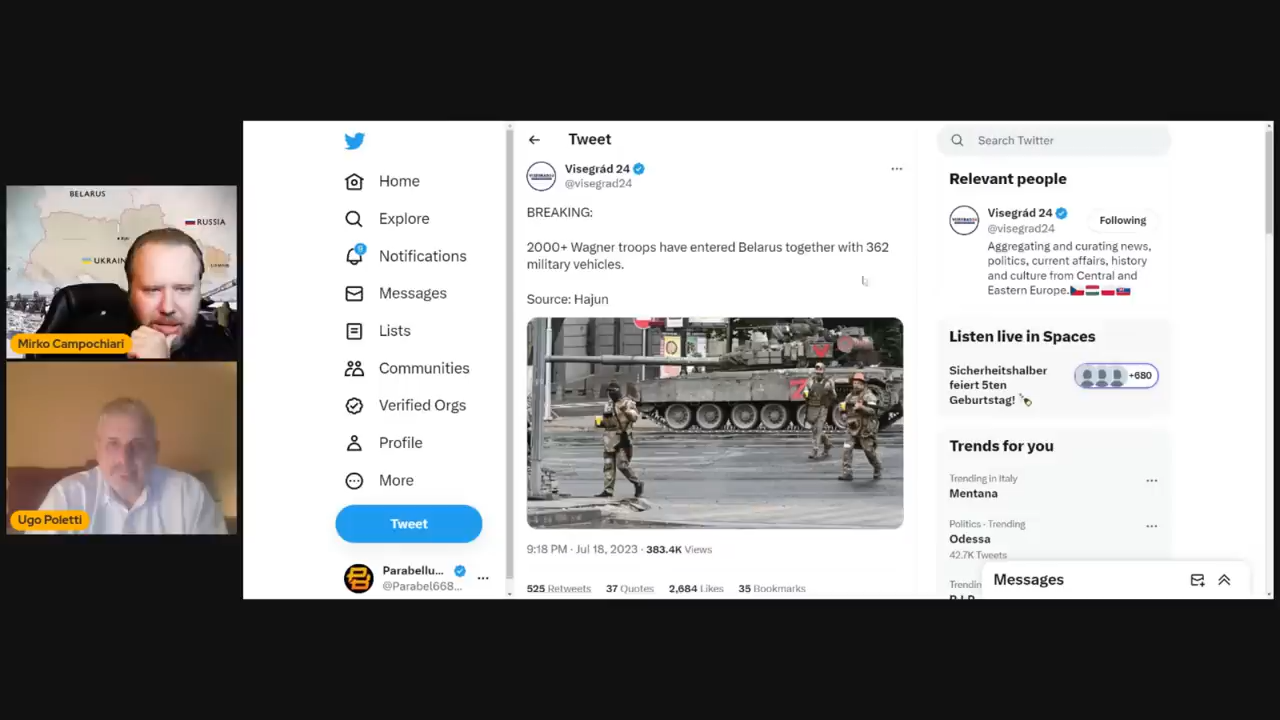 BELARUS
RUSSIA
UKRAIN
Mirko Campochiari
Ugo Poletti
Home
Explore
9
Notifications
Messages
Lists
Communities
Verified Orgs
Profile
More
Tweet
Parabellu...
@Parabel668...
Tweet
Visegrád 24
@visegrad24
BREAKING:
2000+ Wagner troops have entered Belarus together with 362
military vehicles.
Source: Hajun
Z
9:18 PM · Jul 18, 2023 · 383.4K Views
525 Retweets 37 Quotes 2,684 Likes 35 Bookmarks
Search Twitter
Relevant people
Visegrád 24
@visegrad24
Following
Aggregating and curating news,
politics, current affairs, history
and culture from Central and
Eastern Europe.
Listen live in Spaces
Sicherheitshalber
feiert 5ten
Geburtstag!
+680
Trends for you
Trending in Italy
Mentana
Politics · Trending
Odessa
42.7K Tweets
Messages